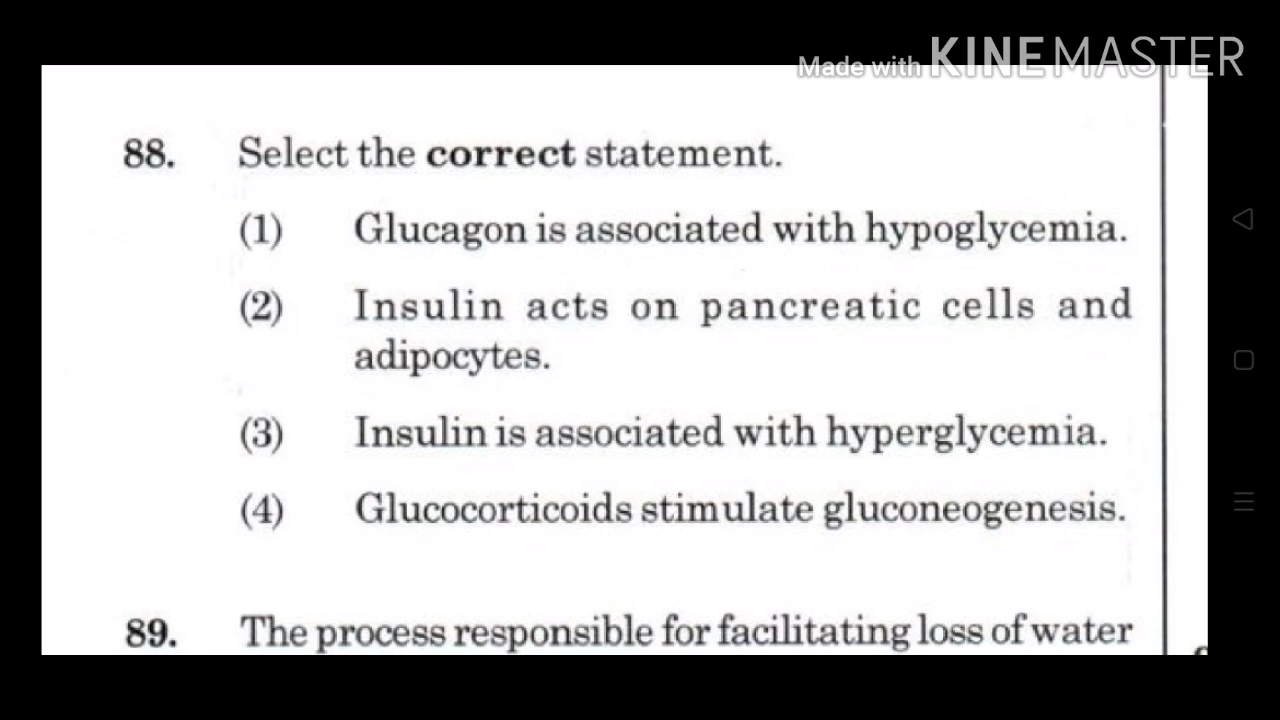 Made with KINEMASTER
88. Select the correct statement.
(1) Glucagon is associated with hypoglycemia.
(2) Insulin acts on pancreatic cells and
adipocytes.
(3) Insulin is associated with hyperglycemia.
(4) Glucocorticoids stimulate gluconeogenesis.
89. The process responsible for facilitating loss of water